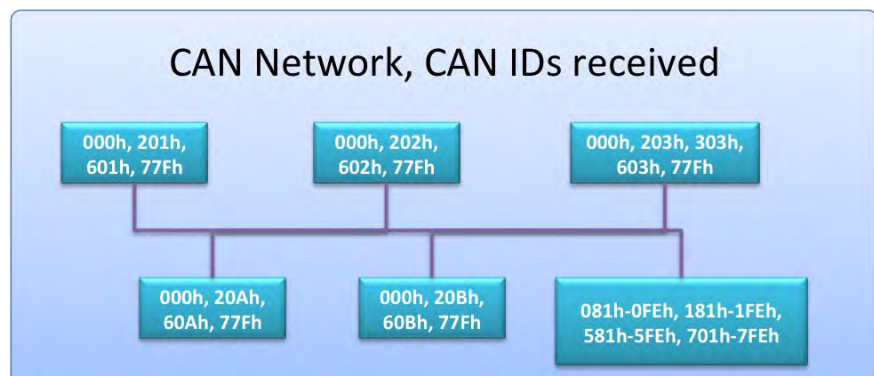 CAN Network, CAN IDs received
000h, 201h,
601h, 77Fh
000h, 202h,
602h, 77Fh
000h, 203h, 303h,
603h, 77Fh
000h, 20Ah,
60Ah, 77Fh
000h, 20Bh,
60Bh, 77Fh
081h-0FEh, 181h-1FEh,
581h-5FEh, 701h-7FEh